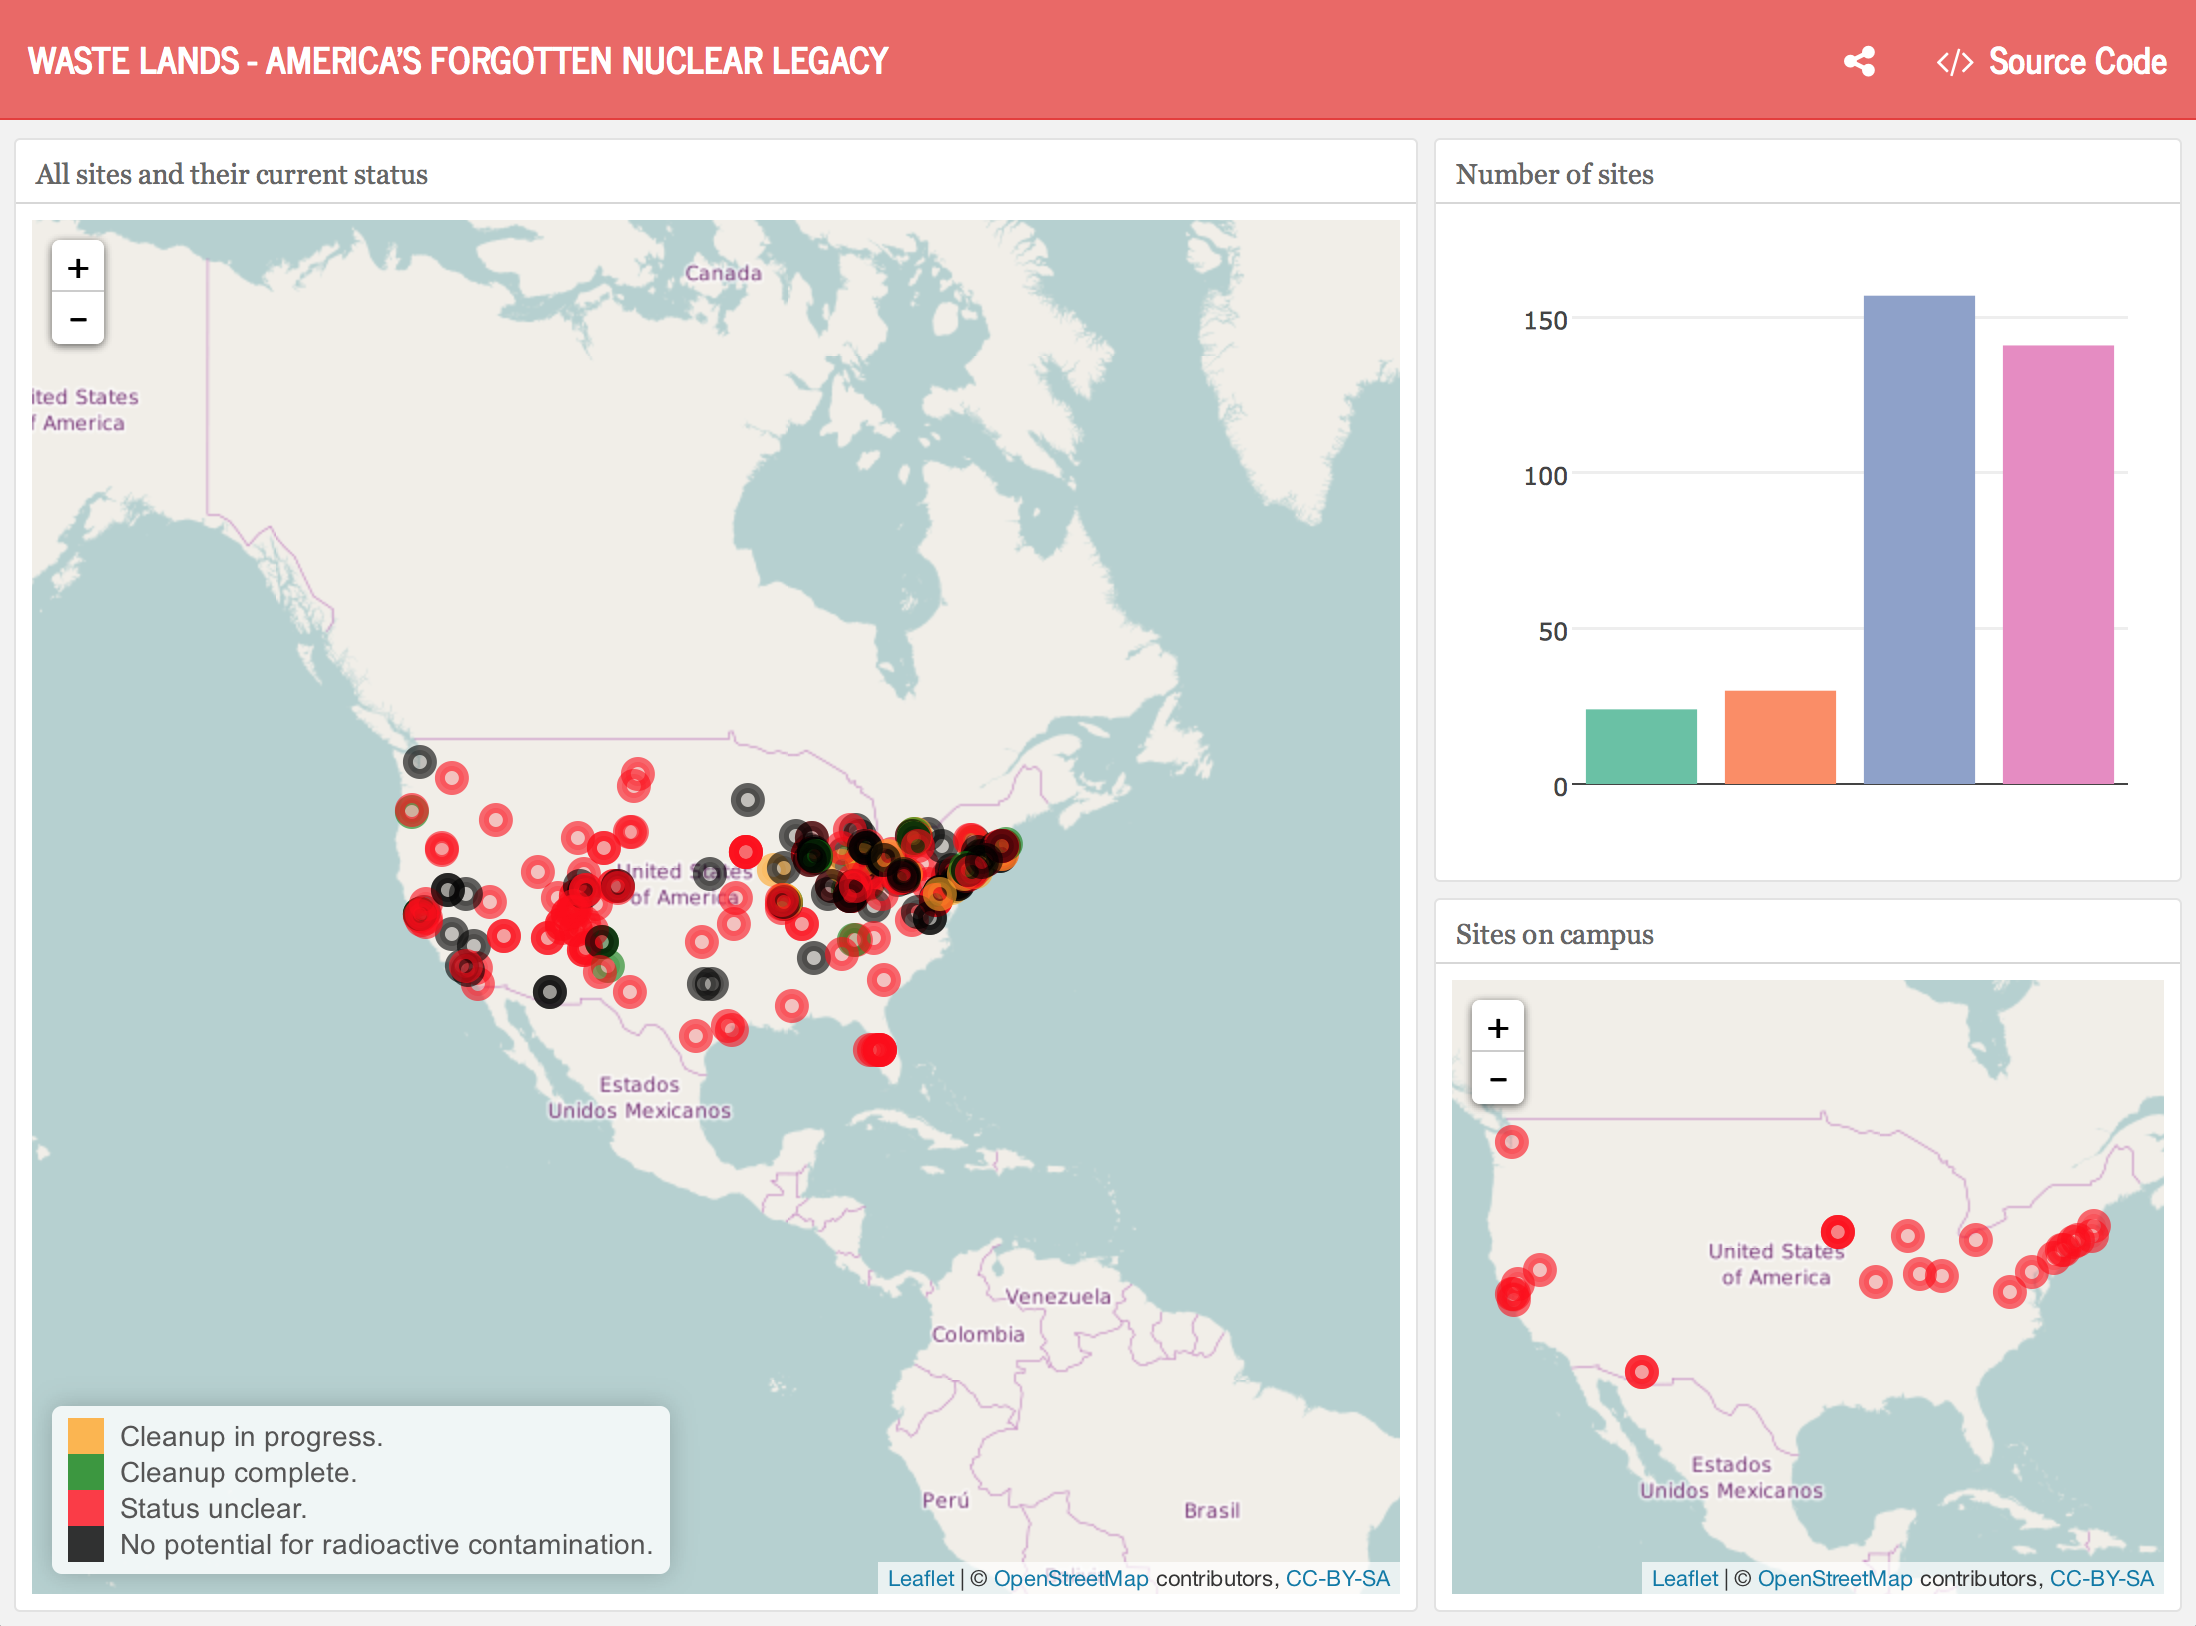 WASTE LANDS - AMERICA'S FORGOTTEN NUCLEAR LEGACY
</> Source Code
All sites and their current status
+
−
Canada
ited States
f America
United States
of America
Estados
Unidos Mexicanos
Venezuela
Colombia
Perú
Brasil
Cleanup in progress.
Cleanup complete.
Status unclear.
No potential for radioactive contamination.
Leaflet | © OpenStreetMap contributors, CC-BY-SA
Number of sites
150
100
50
0
Sites on campus
+
−
United States
of America
Estados
Unidos Mexicanos
Leaflet | © OpenStreetMap contributors, CC-BY-SA